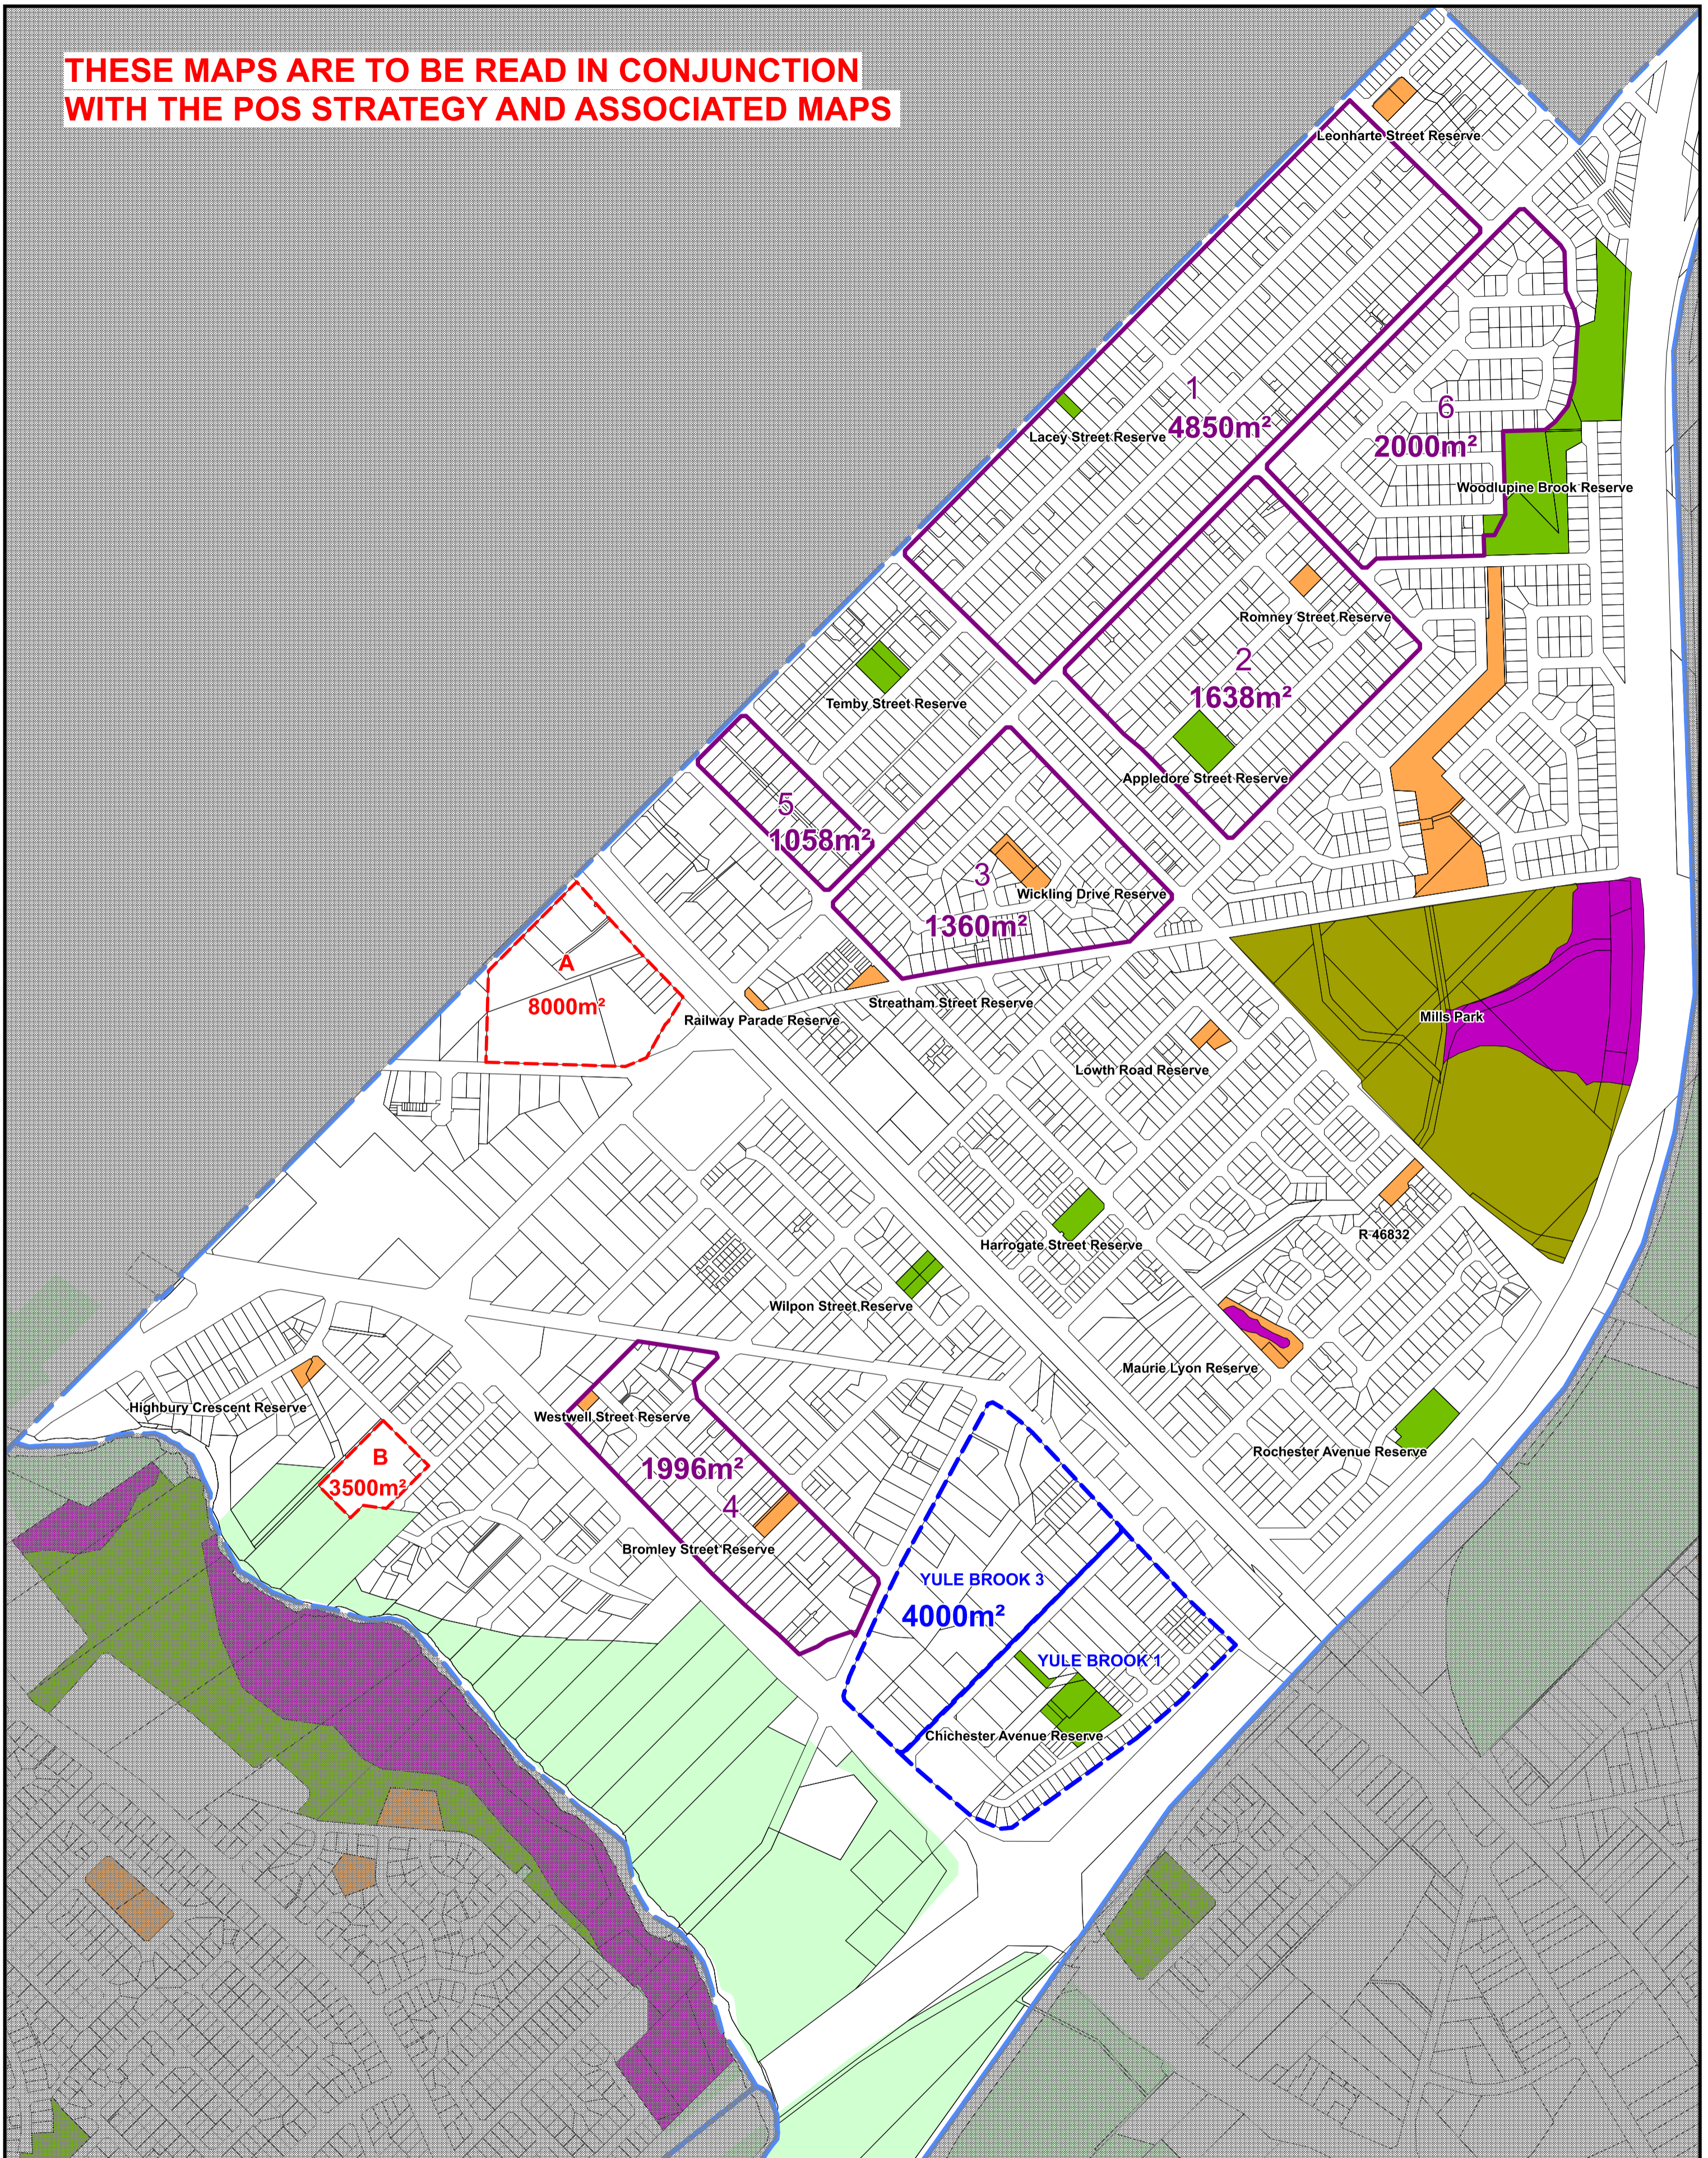 THESE MAPS ARE TO BE READ IN CONJUNCTION
WITH THE POS STRATEGY AND ASSOCIATED MAPS
Leonharte Street Reserve
1
4850m²
Lacey Street Reserve
6
2000m²
Woodlupine Brook Reserve
Romney Street Reserve
2
1638m²
Temby Street Reserve
Appledore Street Reserve
5
1058m²
3
Wickling Drive Reserve
1360m²
A
8000m²
Streatham Street Reserve
Railway Parade Reserve
Mills Park
Lowth Road Reserve
R 46832
Harrogate Street Reserve
Wilpon Street Reserve
Maurie Lyon Reserve
Highbury Crescent Reserve
Westwell Street Reserve
Rochester Avenue Reserve
B
3500m²
1996m²
4
Bromley Street Reserve
YULE BROOK 3
4000m²
YULE BROOK 1
Chichester Avenue Reserve